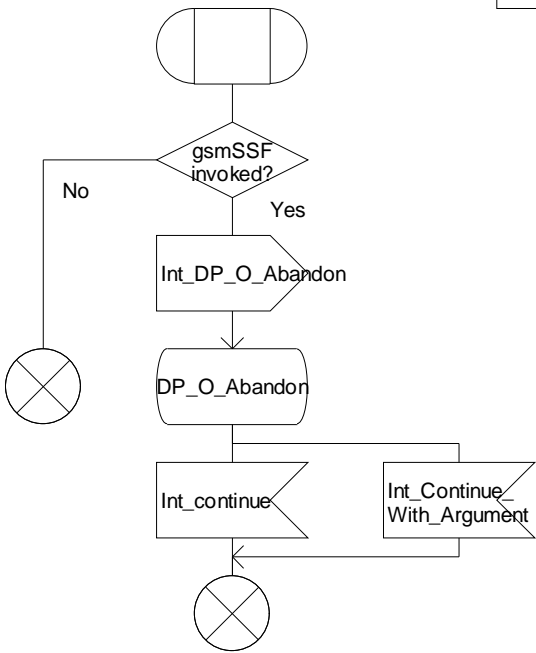 gsmSSF
invoked?
No
Yes
Int_DP_O_Abandon
DP_O_Abandon
Int_continue
Int_Continue_
With_Argument